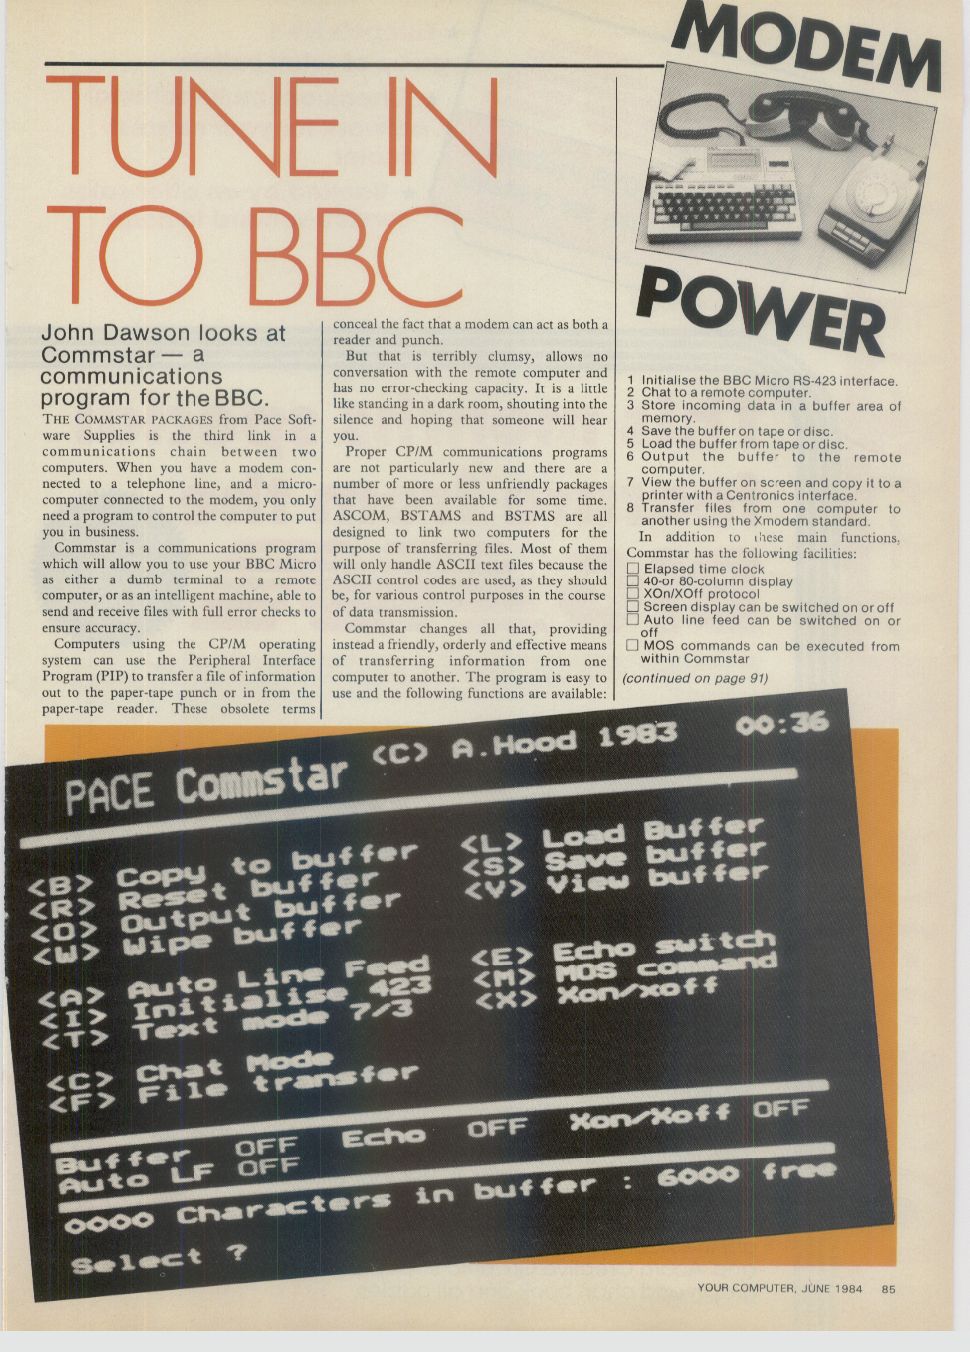 MODEM
POWER
TUNE IN
TO BBC
John Dawson looks at
Commstar — a
communications
program for the BBC.
THE COMMSTAR PACKAGES from Pace Soft-
ware Supplies is the third link in a
communications chain between two
computers. When you have a modem con-
nected to a telephone line, and a micro-
computer connected to the modem, you only
need a program to control the computer to put
you in business.
Commstar is a communications program
which will allow you to use your BBC Micro
as either a dumb terminal to a remote
computer, or as an intelligent machine, able to
send and receive files with full error checks to
ensure accuracy.
Computers using the CP/M operating
system can use the Peripheral Interface
Program (PIP) to transfer a file of information
out to the paper-tape punch or in from the
paper-tape reader. These obsolete terms
conceal the fact that a modem can act as both a
reader and punch.
But that is terribly clumsy, allows no
conversation with the remote computer and
has no error-checking capacity. It is a little
like standing in a dark room, shouting into the
silence and hoping that someone will hear
you.
Proper CP/M communications programs
are not particularly new and there are a
number of more or less unfriendly packages
that have been available for some time.
ASCOM, BSTAMS and BSTMS are all
designed to link two computers for the
purpose of transferring files. Most of them
will only handle ASCII text files because the
ASCII control codes are used, as they should
be, for various control purposes in the course
of data transmission.
Commstar changes all that, providing
instead a friendly, orderly and effective means
of transferring information from one
computer to another. The program is easy to
use and the following functions are available:
1 Initialise the BBC Micro RS-423 interface.
2 Chat to a remote computer.
3 Store incoming data in a buffer area of
memory.
4 Save the buffer on tape or disc.
5 Load the buffer from tape or disc.
6 Output the buffer to the remote
computer.
7 View the buffer on screen and copy it to a
printer with a Centronics interface.
8 Transfer files from one computer to
another using the Xmodem standard.
In addition to these main functions,
Commstar has the following facilities:
□ Elapsed time clock
□ 40-or 80-column display
□ XOn/XOff protocol
□ Screen display can be switched on or off
□ Auto line feed can be switched on or
off
□ MOS commands can be executed from
within Commstar
(continued on page 91)
PACE Commstar <C> A.Hood 1983 00:36
<B> Copy to buffer <L> Load Buffer
<R> Reset buffer <S> Save buffer
<O> Output buffer <V> View buffer
<W> Wipe buffer
<A> Auto Line Feed <E> Echo switch
<I> Initialise 423 <M> MOS command
<T> Text mode 7/3 <X> Xon/xoff
<C> Chat Mode
<F> File transfer
Buffer OFF Echo OFF Xon/Xoff OFF
Auto LF OFF
0000 Characters in buffer : 6000 free
Select ?
YOUR COMPUTER, JUNE 1984 85